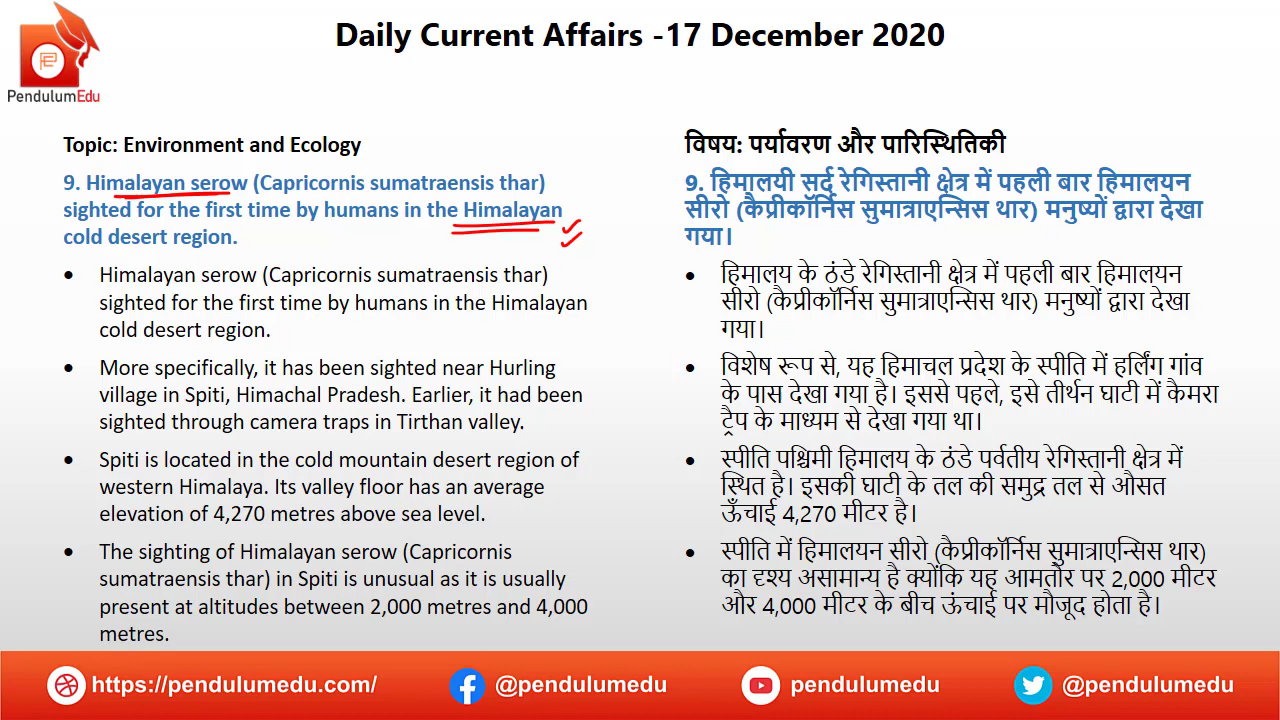 Daily Current Affairs -17 December 2020
PendulumEdu
Topic: Environment and Ecology
9. Himalayan serow (Capricornis sumatraensis thar)
sighted for the first time by humans in the Himalayan
cold desert region.
• Himalayan serow (Capricornis sumatraensis thar)
sighted for the first time by humans in the Himalayan
cold desert region.
• More specifically, it has been sighted near Hurling
village in Spiti, Himachal Pradesh. Earlier, it had been
sighted through camera traps in Tirthan valley.
• Spiti is located in the cold mountain desert region of
western Himalaya. Its valley floor has an average
elevation of 4,270 metres above sea level.
• The sighting of Himalayan serow (Capricornis
sumatraensis thar) in Spiti is unusual as it is usually
present at altitudes between 2,000 metres and 4,000
metres.
विषय: पर्यावरण और पारिस्थितिकी
9. हिमालयी सर्द रेगिस्तानी क्षेत्र में पहली बार हिमालयन
सीरो (कैप्रीकॉर्निस सुमात्राएन्सिस थार) मनुष्यों द्वारा देखा
गया।
• हिमालय के ठंडे रेगिस्तानी क्षेत्र में पहली बार हिमालयन
सीरो (कैप्रीकॉर्निस सुमात्राएन्सिस थार) मनुष्यों द्वारा देखा
गया।
• विशेष रूप से, यह हिमाचल प्रदेश के स्पीति में हर्लिंग गांव
के पास देखा गया है। इससे पहले, इसे तीर्थन घाटी में कैमरा
ट्रैप के माध्यम से देखा गया था।
• स्पीति पश्चिमी हिमालय के ठंडे पर्वतीय रेगिस्तानी क्षेत्र में
स्थित है। इसकी घाटी के तल की समुद्र तल से औसत
ऊँचाई 4,270 मीटर है।
• स्पीति में हिमालयन सीरो (कैप्रीकॉर्निस सुमात्राएन्सिस थार)
का दृश्य असामान्य है क्योंकि यह आमतौर पर 2,000 मीटर
और 4,000 मीटर के बीच ऊंचाई पर मौजूद होता है।
https://pendulumedu.com/
@pendulumedu
pendulumedu
@pendulumedu